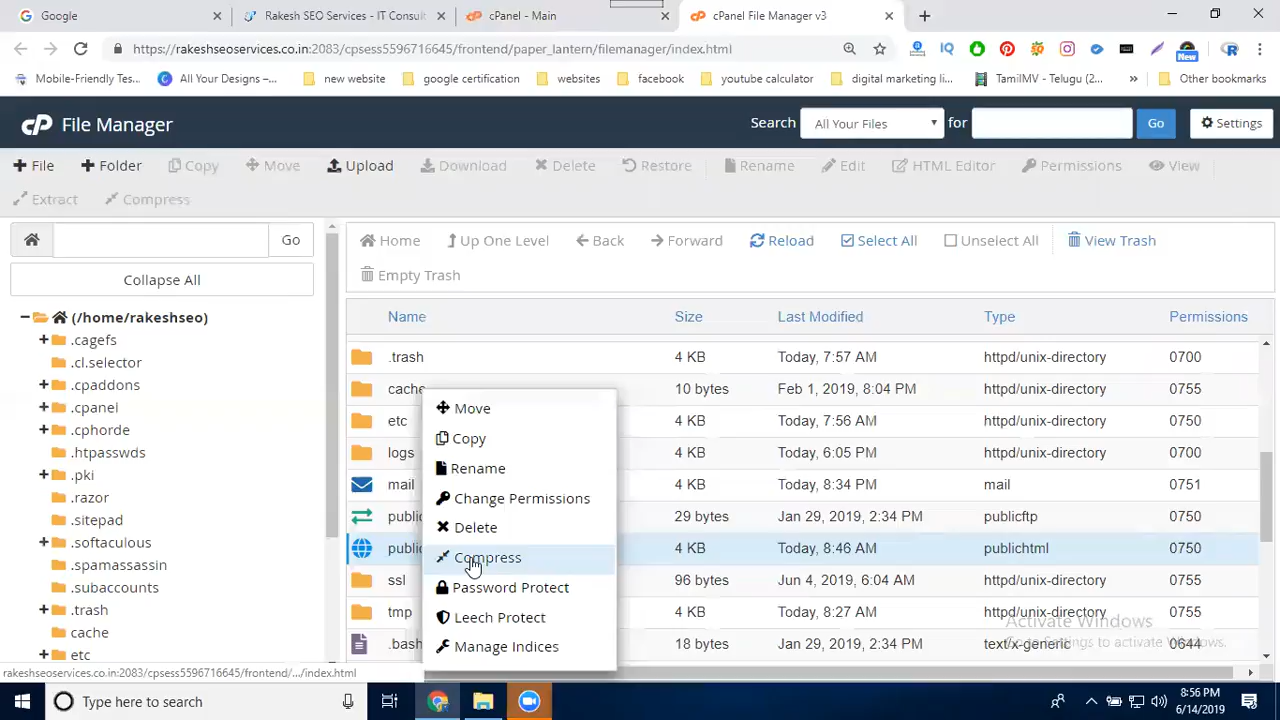 Google
Rakesh SEO Services - IT Consult
cPanel - Main
cPanel File Manager v3
https://rakeshseoservices.co.in:2083/cpsess5596716645/frontend/paper_lantern/filemanager/index.html
Mobile-Friendly Tes...
All Your Designs –...
new website
google certification
websites
facebook
youtube calculator
digital marketing li...
TamilMV - Telugu (2...
Other bookmarks
New
cP File Manager
Search
All Your Files
for
Go
Settings
File
Folder
Copy
Move
Upload
Download
Delete
Restore
Rename
Edit
HTML Editor
Permissions
View
Extract
Compress
Go
Home
Up One Level
Back
Forward
Reload
Select All
Unselect All
View Trash
Empty Trash
Collapse All
(/home/rakeshseo)
.cagefs
.cl.selector
.cpaddons
.cpanel
.cphorde
.htpasswds
.pki
.razor
.sitepad
.softaculous
.spamassassin
.subaccounts
.trash
cache
etc
Name Size Last Modified Type Permissions
.trash 4 KB Today, 7:57 AM httpd/unix-directory 0700
cache 10 bytes Feb 1, 2019, 8:04 PM httpd/unix-directory 0755
etc 4 KB Today, 7:56 AM httpd/unix-directory 0750
logs 4 KB Today, 6:05 PM httpd/unix-directory 0700
mail 4 KB Today, 8:34 PM mail 0751
public 29 bytes Jan 29, 2019, 2:34 PM publicftp 0750
public 4 KB Today, 8:46 AM publichtml 0750
ssl 96 bytes Jun 4, 2019, 6:04 AM httpd/unix-directory 0755
tmp 4 KB Today, 8:27 AM httpd/unix-directory 0755
.bash 18 bytes Jan 29, 2019, 2:34 PM text/x-generic 0644
Move
Copy
Rename
Change Permissions
Delete
Compress
Password Protect
Leech Protect
Manage Indices
Activate Windows
Go to Settings to activate Windows.
rakeshseoservices.co.in:2083/cpsess5596716645/frontend/.../index.html
Type here to search
8:56 PM
6/14/2019